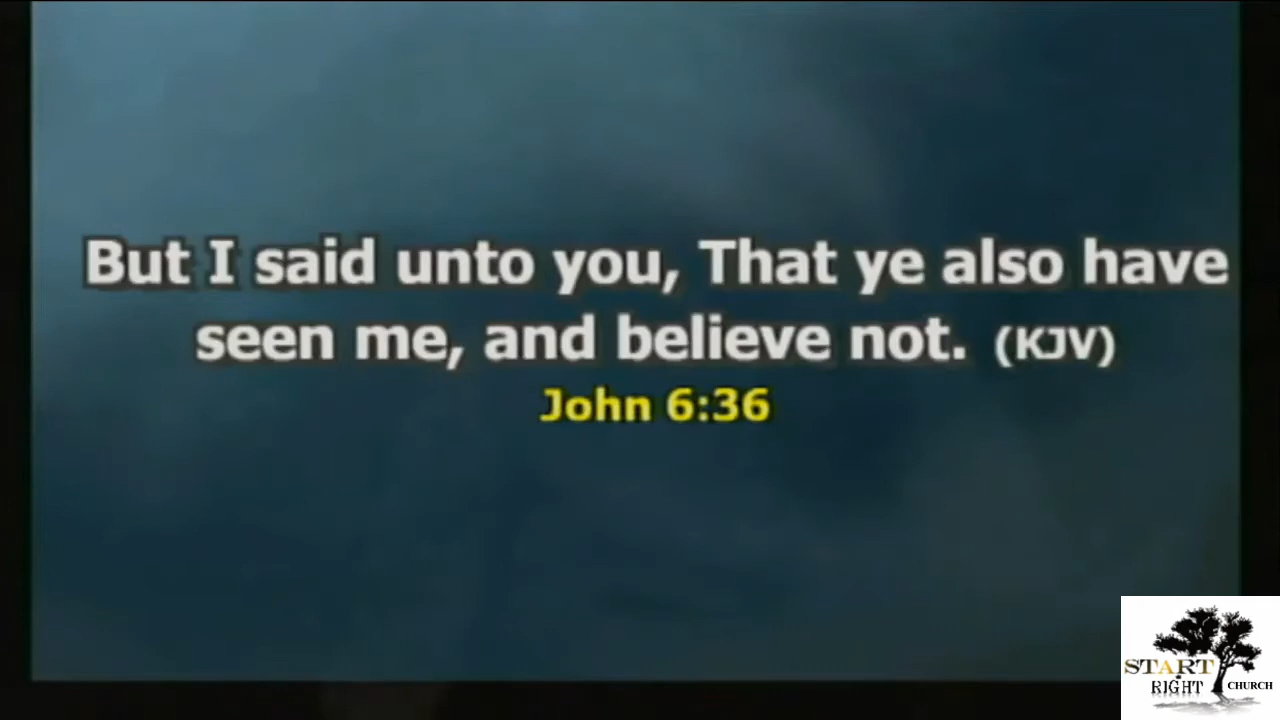 But I said unto you, That ye also have
seen me, and believe not. (KJV)
John 6:36
START
RIGHT CHURCH